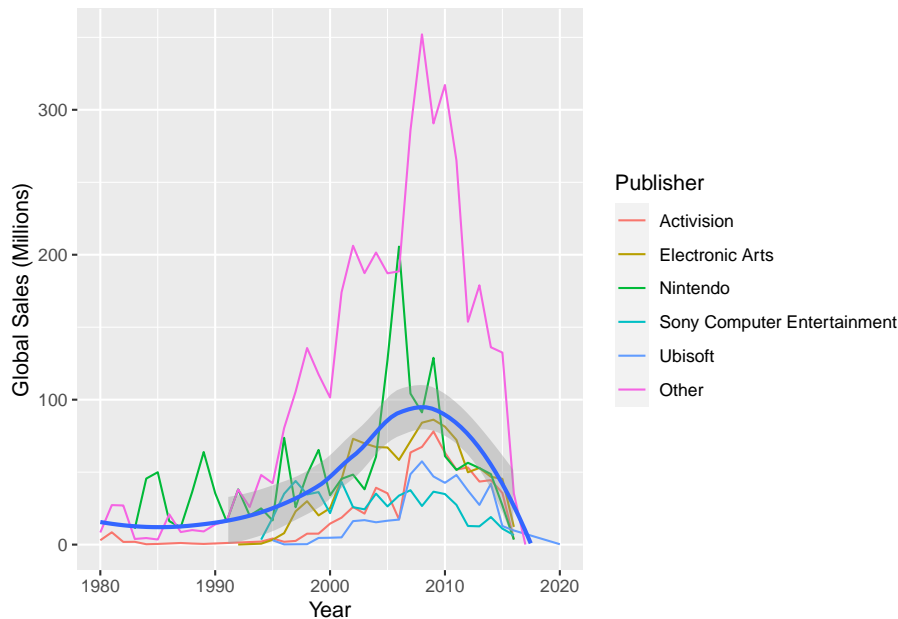 300
200
100
0
Global Sales (Millions)
1980
1990
2000
2010
2020
Year
Publisher
Activision
Electronic Arts
Nintendo
Sony Computer Entertainment
Ubisoft
Other